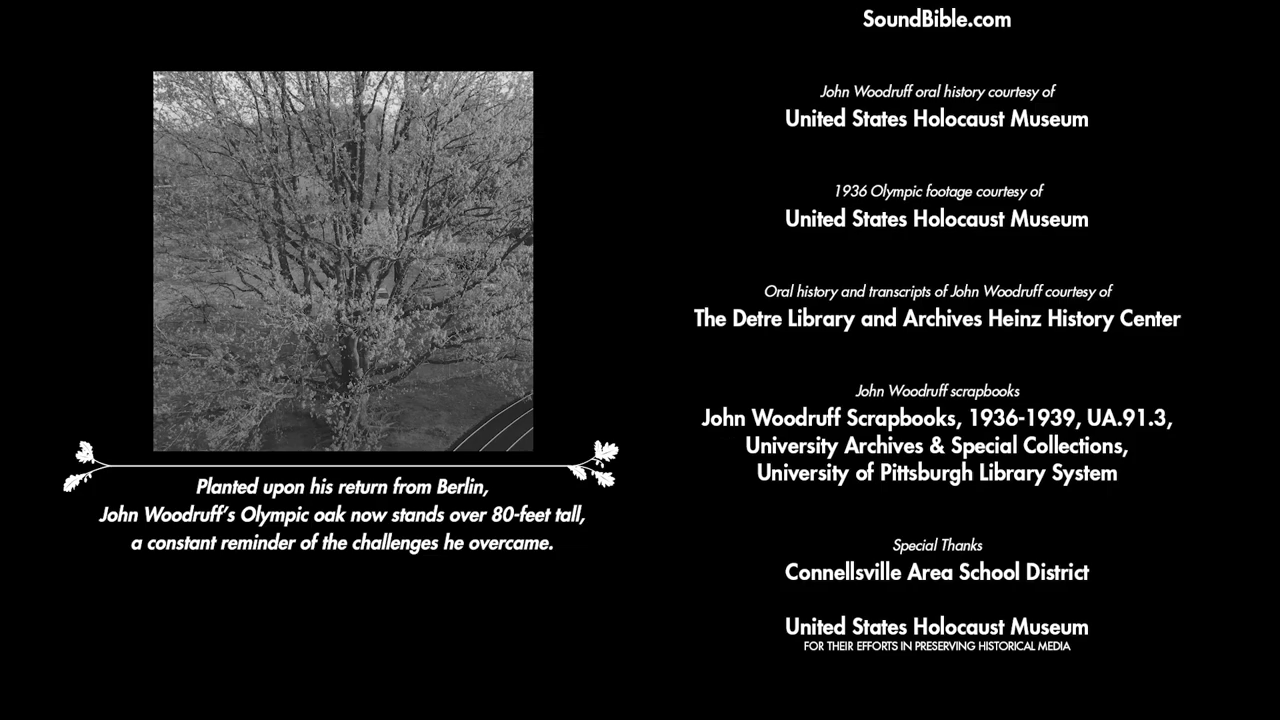 Planted upon his return from Berlin,
John Woodruff's Olympic oak now stands over 80-feet tall,
a constant reminder of the challenges he overcame.
SoundBible.com
John Woodruff oral history courtesy of
United States Holocaust Museum
1936 Olympic footage courtesy of
United States Holocaust Museum
Oral history and transcripts of John Woodruff courtesy of
The Detre Library and Archives Heinz History Center
John Woodruff scrapbooks
John Woodruff Scrapbooks, 1936-1939, UA.91.3,
University Archives & Special Collections,
University of Pittsburgh Library System
Special Thanks
Connellsville Area School District
United States Holocaust Museum
FOR THEIR EFFORTS IN PRESERVING HISTORICAL MEDIA